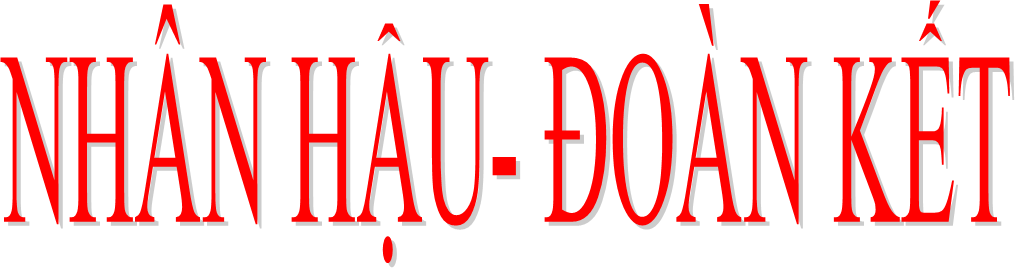 NHÂN HẬU- ĐOÀN KẾT